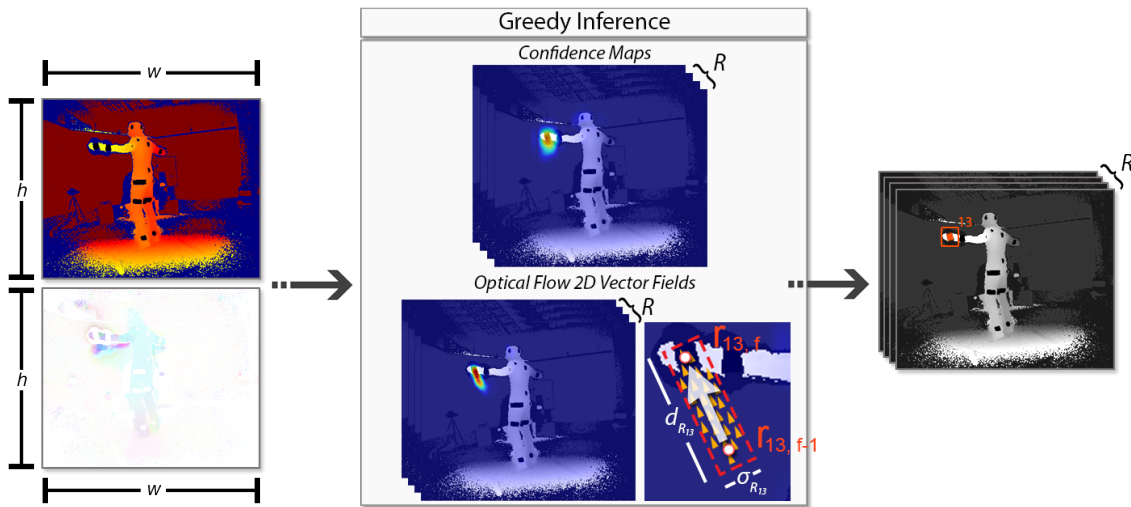 Greedy Inference
Confidence Maps
R
w
h
h
w
Optical Flow 2D Vector Fields
R
r13, f
dR13
r13, f-1
σR13
R
13